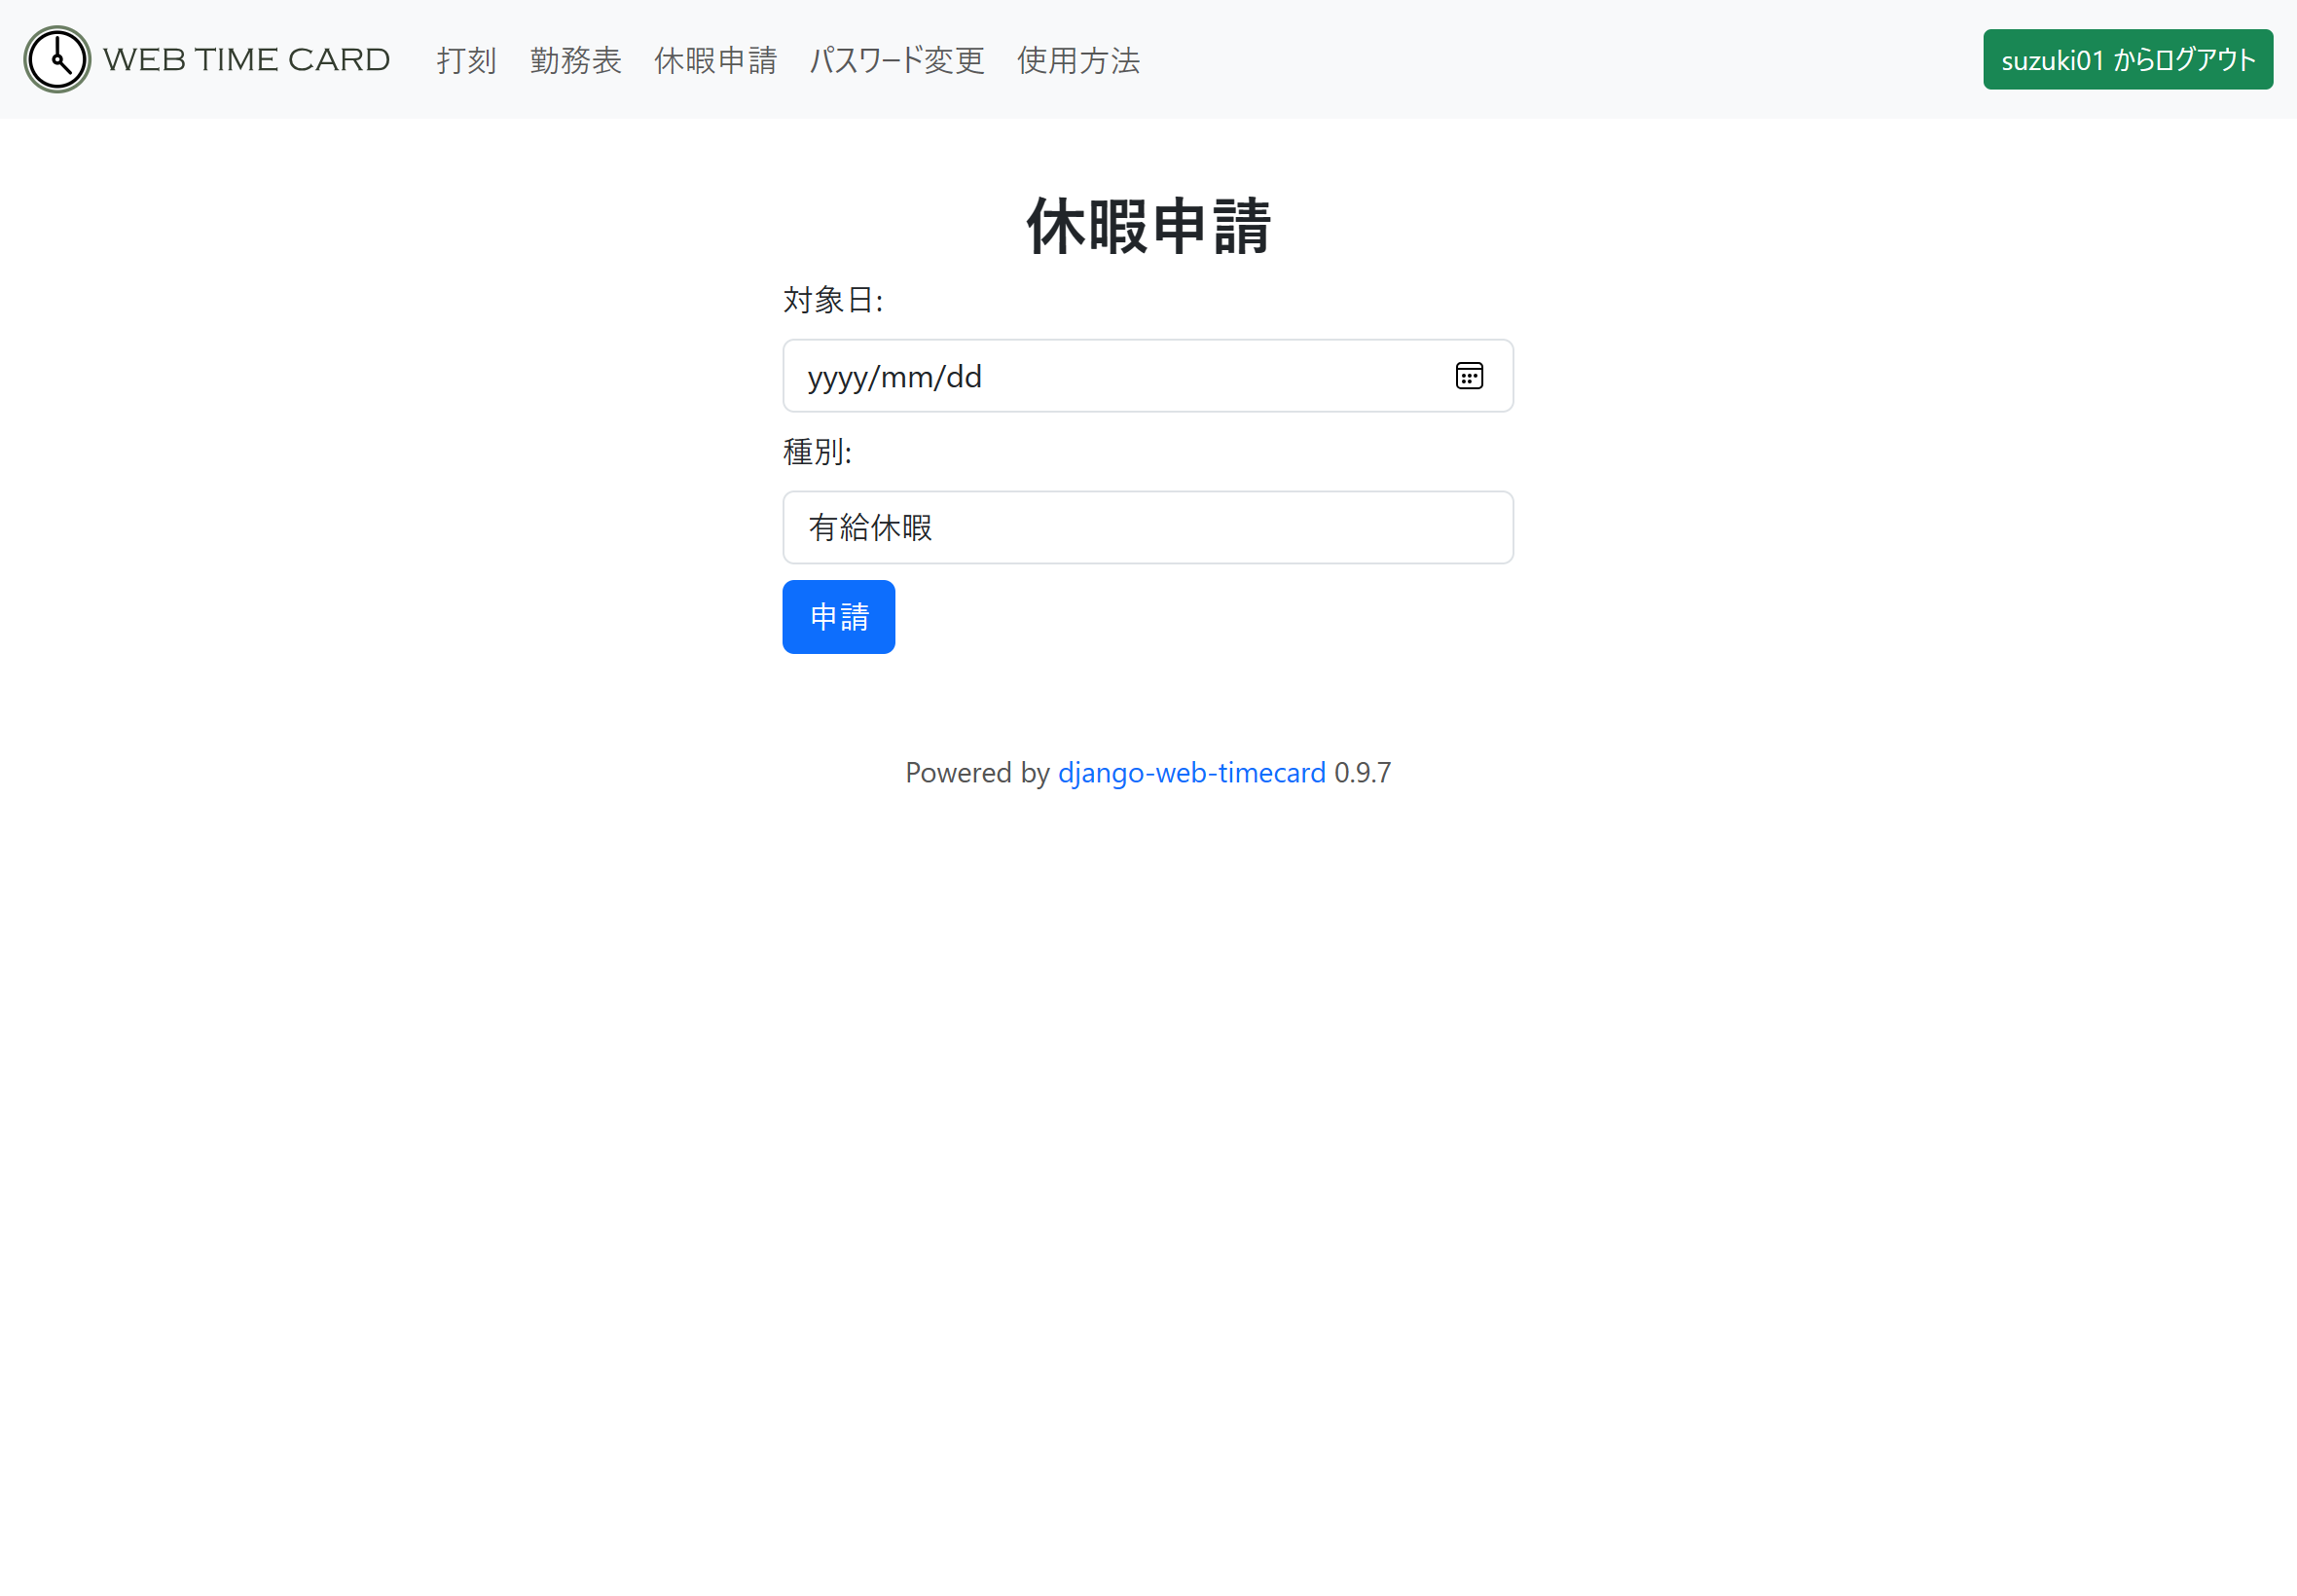 WEB TIME CARD 打刻 勤務表 休暇申請 パスワード変更 使用方法 suzuki01 からログアウト
休暇申請
対象日:
yyyy/mm/dd
種別:
有給休暇
申請
Powered by django-web-timecard 0.9.7